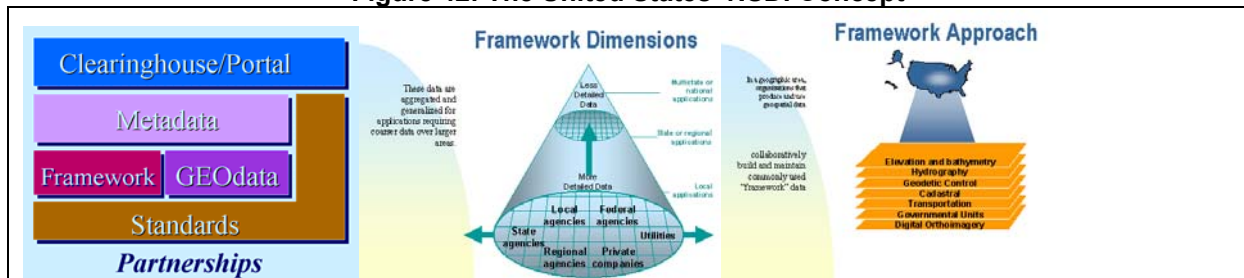 Figure 12: The United States' NSDI Concept
Clearinghouse/Portal
Metadata
Framework GEOdata
Standards
Partnerships
Framework Dimensions
These data are
aggregated and
generalized for
applications requiring
coarser data over larger
areas.
Less
Detailed
Data
Multistate or
national
applications
State or regional
applications
More
Detailed Data
Local
applications
Local
agencies
Federal
agencies
State
agencies
Utilities
Regional
agencies
Private
companies
Framework Approach
In a geographic area,
organizations that
produce and use
geospatial data
collaboratively
build and maintain
commonly used
"framework" data
Elevation and bathymetry
Hydrography
Geodetic Control
Cadastral
Transportation
Governmental Units
Digital Orthoimagery